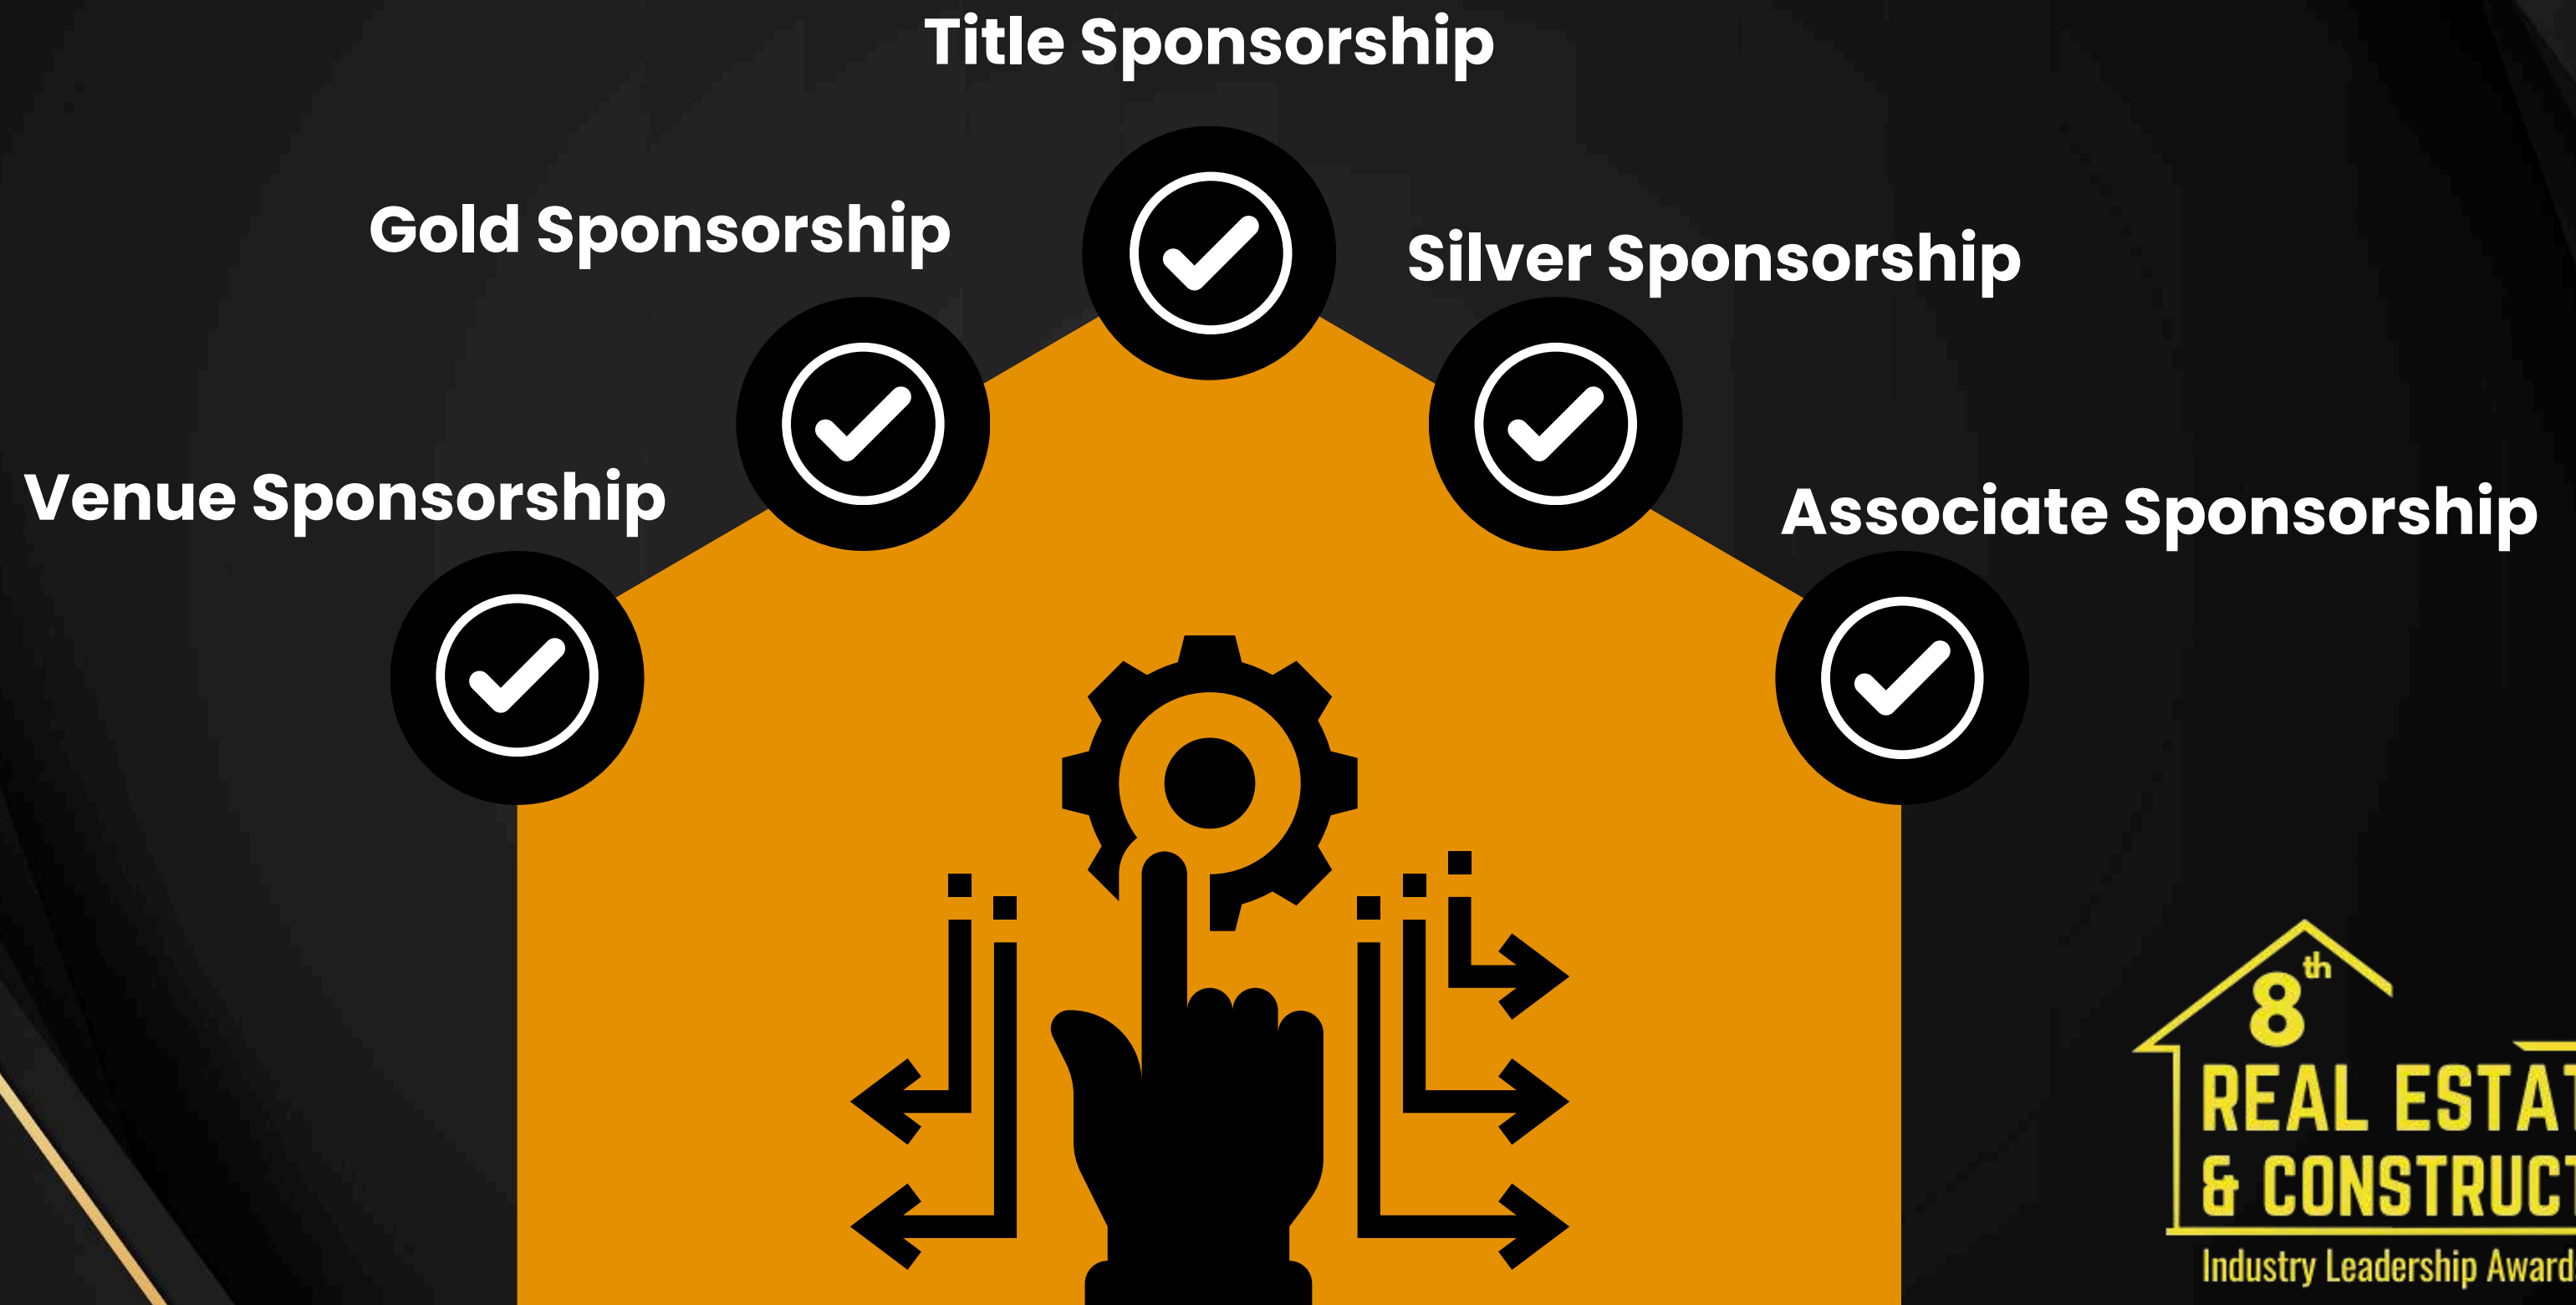 Title Sponsorship
Gold Sponsorship
Silver Sponsorship
Venue Sponsorship
Associate Sponsorship
8th
REAL ESTAT
& CONSTRUCT
Industry Leadership Award